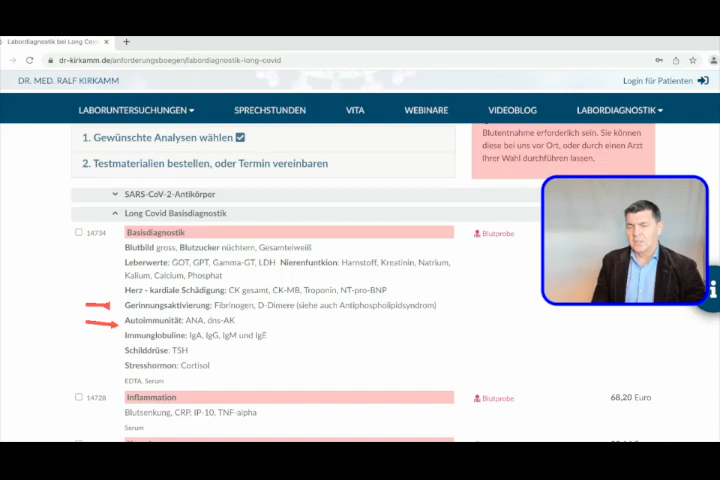 Labordiagnostik bei Long Covi
dr-kirkamm.de/anforderungsboegen/labordiagnostik-long-covid
DR. MED. RALF KIRKAMM
Login für Patienten
LABORUNTERSUCHUNGEN
SPRECHSTUNDEN
VITA
WEBINARE
VIDEOBLOG
LABORDIAGNOSTIK
1. Gewünschte Analysen wählen
2. Testmaterialien bestellen, oder Termin vereinbaren
Blutentnahme erforderlich sein. Sie können
diese bei uns vor Ort, oder durch einen Arzt
Ihrer Wahl durchführen lassen.
SARS-CoV-2-Antikörper
Long Covid Basisdiagnostik
14734
Basisdiagnostik
Blutprobe
Blutbild gross, Blutzucker nüchtern, Gesamteiweiß
Leberwerte: GOT, GPT, Gamma-GT, LDH Nierenfuntkion: Harnstoff, Kreatinin, Natrium,
Kalium, Calcium, Phosphat
Herz - kardiale Schädigung: CK gesamt, CK-MB, Troponin, NT-pro-BNP
Gerinnungsaktivierung: Fibrinogen, D-Dimere (siehe auch Antiphospholipidsyndrom)
Autoimmunität: ANA, dns-AK
Immunglobuline: IgA, IgG, IgM und IgE
Schilddrüse: TSH
Stresshormon: Cortisol
EDTA, Serum
14728
Inflammation
Blutprobe
68,20 Euro
Blutsenkung, CRP, IP-10, TNF-alpha
Serum